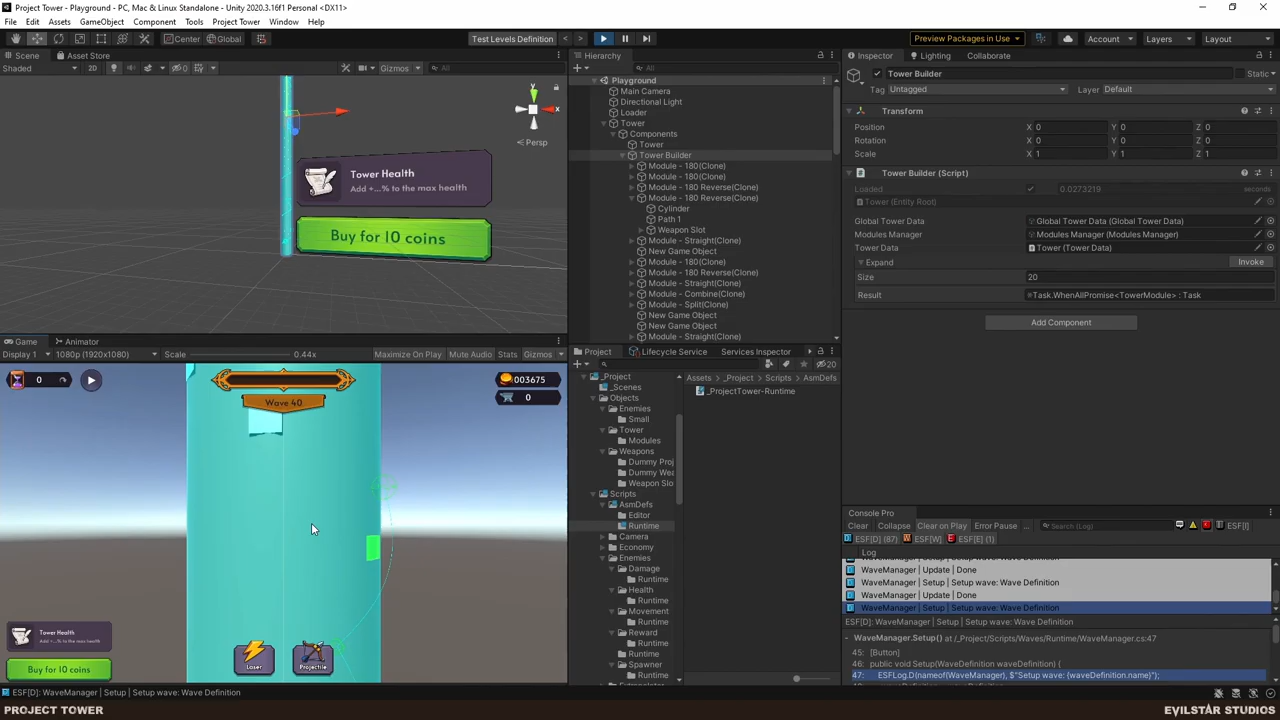 Project Tower - Playground - PC, Mac & Linux Standalone - Unity 2020.3.16f1 Personal <DX11>
File Edit Assets GameObject Component Tools Project Tower Window Help
Center Global Test Levels Definition Preview Packages in Use Account Layers Layout
Scene Asset Store
Shaded 2D 0 Gizmos All
y x Persp
Tower Health
Add +...% to the max health
Buy for 10 coins
Game Animator
Display 1 1080p (1920x1080) Scale 0.44x Maximize On Play Mute Audio Stats Gizmos
0 003675
Wave 40 0
Tower Health
Buy for 10 coins
Laser Projectile
Hierarchy
All
Playground
Main Camera
Directional Light
Loader
Tower
Components
Tower
Tower Builder
Module - 180(Clone)
Module - 180(Clone)
Module - 180 Reverse(Clone)
Module - 180 Reverse(Clone)
Cylinder
Path 1
Weapon Slot
Module - Straight(Clone)
New Game Object
Module - 180(Clone)
Module - 180 Reverse(Clone)
Module - Straight(Clone)
Module - Combine(Clone)
Module - Split(Clone)
New Game Object
New Game Object
Module - Straight(Clone)
Project Lifecycle Service Services Inspector
20
_Project
_Scenes
Objects
Enemies
Small
Tower
Modules
Weapons
Dummy Proj
Dummy Wea
Weapon Slo
Scripts
AsmDefs
Editor
Runtime
Camera
Economy
Enemies
Damage
Runtime
Health
Runtime
Movement
Runtime
Reward
Runtime
Runtime
Spawner
Runtime
Assets _Project Scripts AsmDefs
_ProjectTower-Runtime
Inspector Lighting Collaborate
Tower Builder Static
Tag Untagged Layer Default
Transform
Position X 0 Y 0 Z 0
Rotation X 0 Y 0 Z 0
Scale X 1 Y 1 Z 1
Tower Builder (Script)
Loaded 0.0273219 seconds
Tower (Entity Root)
Global Tower Data Global Tower Data (Global Tower Data)
Modules Manager Modules Manager (Modules Manager)
Tower Data Tower (Tower Data)
Expand Invoke
Size 20
Result Task.WhenAllPromise<TowerModule> : Task
Add Component
Console Pro
Clear Collapse Clear on Play Error Pause ... Search (Log) ESF[I]
ESF[D] (87) ESF[W] ESF[E] (1)
Log
WaveManager | Setup | Setup wave: Wave Definition
WaveManager | Update | Done
WaveManager | Setup | Setup wave: Wave Definition
WaveManager | Update | Done
WaveManager | Setup | Setup wave: Wave Definition
ESF[D]: WaveManager | Setup | Setup wave: Wave Definition
WaveManager.Setup() at /_Project/Scripts/Waves/Runtime/WaveManager.cs:47
45: [Button]
46: public void Setup(WaveDefinition waveDefinition) {
47: ESFLog.D(nameof(WaveManager), $"Setup wave: {waveDefinition.name}");
ESF[D]: WaveManager | Setup | Setup wave: Wave Definition
PROJECT TOWER EVILSTÄR STUDIOS